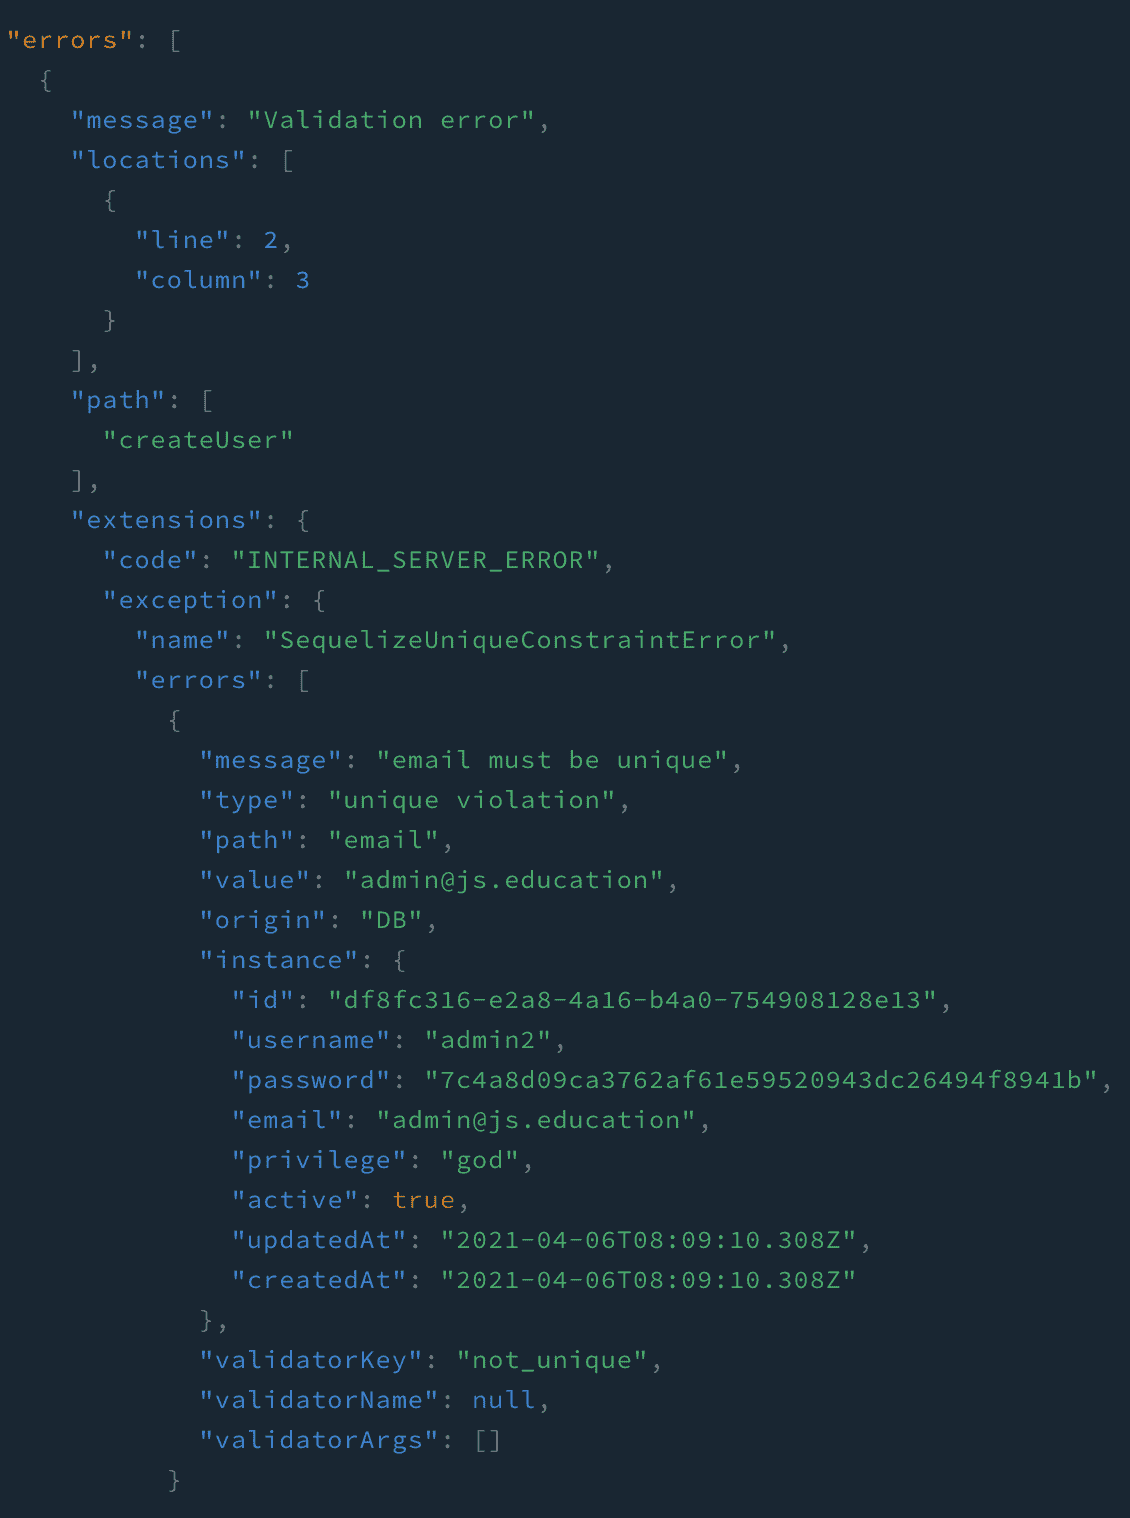 "errors": [
  {
    "message": "Validation error",
    "locations": [
      {
        "line": 2,
        "column": 3
      }
    ],
    "path": [
      "createUser"
    ],
    "extensions": {
      "code": "INTERNAL_SERVER_ERROR",
      "exception": {
        "name": "SequelizeUniqueConstraintError",
        "errors": [
          {
            "message": "email must be unique",
            "type": "unique violation",
            "path": "email",
            "value": "admin@js.education",
            "origin": "DB",
            "instance": {
              "id": "df8fc316-e2a8-4a16-b4a0-754908128e13",
              "username": "admin2",
              "password": "7c4a8d09ca3762af61e59520943dc26494f8941b",
              "email": "admin@js.education",
              "privilege": "god",
              "active": true,
              "updatedAt": "2021-04-06T08:09:10.308Z",
              "createdAt": "2021-04-06T08:09:10.308Z"
            },
            "validatorKey": "not_unique",
            "validatorName": null,
            "validatorArgs": []
          }